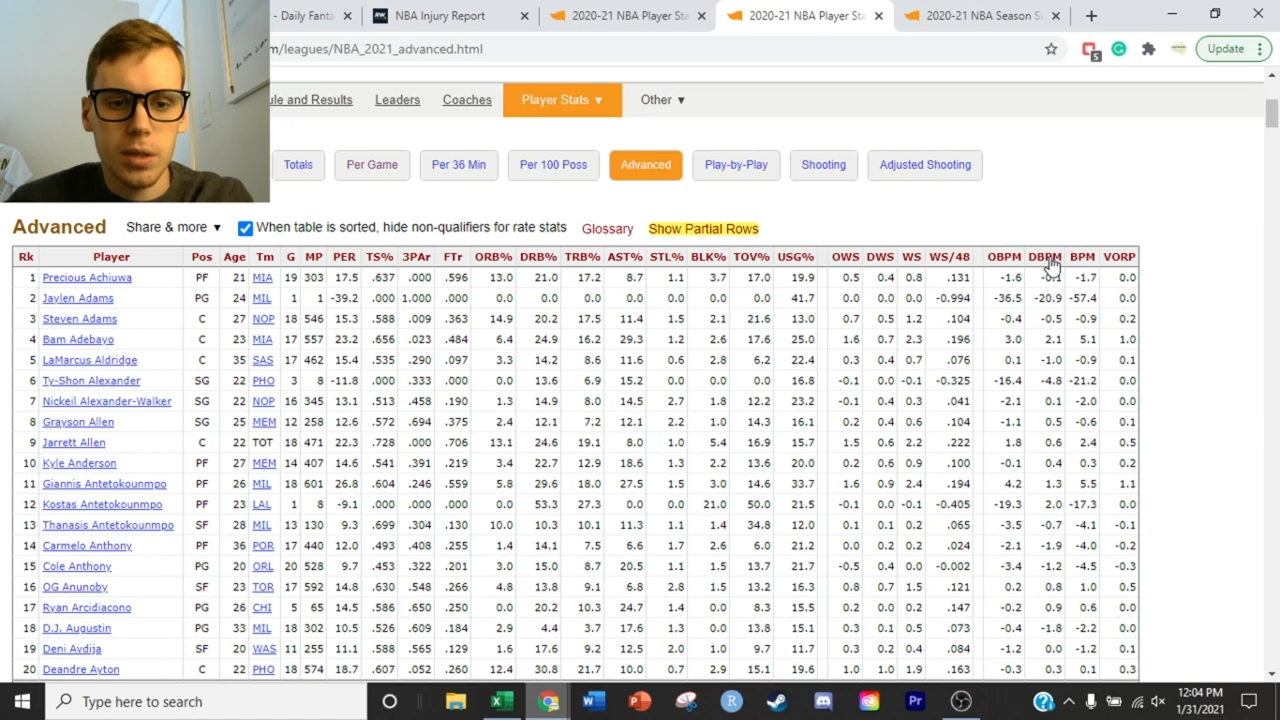 - Daily Fanta
NBA Injury Report
2020-21 NBA Player Sta
2020-21 NBA Player Sta
2020-21 NBA Season S
m/leagues/NBA_2021_advanced.html
5
Update
ule and Results Leaders Coaches Player Stats ▼ Other ▼
Totals Per Game Per 36 Min Per 100 Poss Advanced Play-by-Play Shooting Adjusted Shooting
Advanced Share & more ▼ When table is sorted, hide non-qualifiers for rate stats Glossary Show Partial Rows
Rk Player Pos Age Tm G MP PER TS% 3PAr FTr ORB% DRB% TRB% AST% STL% BLK% TOV% USG% OWS DWS WS WS/48 OBPM DBPM BPM VORP
1 Precious Achiuwa PF 21 MIA 19 303 17.5 .637 .000 .596 13.0 21.0 17.2 8.7 1.1 3.7 17.0 19.9 0.5 0.4 0.8 .131 -1.6 -0.1 -1.7 0.0
2 Jaylen Adams PG 24 MIL 1 1 -39.2 .000 1.000 .000 0.0 0.0 0.0 0.0 0.0 0.0 0.0 41.7 0.0 0.0 0.0 -0.994 -36.5 -20.9 -57.4 0.0
3 Steven Adams C 27 NOP 18 546 15.3 .588 .009 .363 14.9 20.2 17.5 11.4 1.5 2.1 21.6 13.0 0.7 0.5 1.2 .104 -0.4 -0.5 -0.9 0.2
4 Bam Adebayo C 23 MIA 17 557 23.2 .656 .023 .484 6.4 24.9 16.2 29.3 1.2 2.6 17.6 25.0 1.6 0.7 2.3 .196 3.0 2.1 5.1 1.0
5 LaMarcus Aldridge C 35 SAS 17 462 15.4 .535 .290 .097 3.3 14.2 8.6 11.6 0.6 2.8 6.2 22.4 0.3 0.4 0.7 .076 0.1 -1.0 -0.9 0.1
6 Ty-Shon Alexander SG 22 PHO 3 8 -11.8 .000 .333 .000 0.0 13.6 6.9 15.2 0.0 0.0 0.0 16.8 -0.1 0.0 -0.1 -0.325 -16.4 -4.8 -21.2 0.0
7 Nickeil Alexander-Walker SG 22 NOP 16 345 13.1 .513 .458 .190 1.3 14.9 8.0 14.5 2.7 1.8 12.2 23.2 -0.1 0.4 0.3 .041 -2.1 0.1 -2.0 0.0
8 Grayson Allen SG 25 MEM 12 258 12.6 .572 .694 .375 2.4 12.1 7.2 12.1 2.2 1.0 14.3 16.1 0.2 0.4 0.6 .104 -1.1 0.5 -0.6 0.1
9 Jarrett Allen C 22 TOT 18 471 22.3 .728 .000 .706 13.1 24.6 19.1 8.0 1.0 5.4 16.9 15.7 1.5 0.6 2.2 .222 1.8 0.6 2.4 0.5
10 Kyle Anderson PF 27 MEM 14 407 14.6 .541 .391 .219 3.4 22.7 12.9 18.6 1.3 2.2 13.6 20.0 0.2 0.6 0.9 .100 -0.1 0.4 0.3 0.2
11 Giannis Antetokounmpo PF 26 MIL 18 601 26.8 .604 .246 .559 5.8 29.6 18.0 27.5 1.5 3.0 14.6 33.7 1.6 0.9 2.4 .194 4.2 1.3 5.5 1.1
12 Kostas Antetokounmpo PF 23 LAL 1 8 -9.1 .000 .000 .000 0.0 53.3 27.3 0.0 0.0 21.0 50.0 21.5 -0.1 0.0 -0.1 -0.405 -19.3 2.0 -17.3 0.0
13 Thanasis Antetokounmpo SF 28 MIL 13 130 9.3 .699 .304 .130 10.0 10.3 10.1 11.3 1.1 1.4 34.8 12.0 0.1 0.1 0.2 .065 -3.5 -0.7 -4.1 -0.1
14 Carmelo Anthony PF 36 POR 17 440 12.0 .493 .408 .255 1.4 14.1 7.5 6.6 1.7 2.6 6.0 21.2 0.0 0.2 0.2 .024 -2.1 -1.9 -4.0 -0.2
15 Cole Anthony PG 20 ORL 20 528 9.7 .453 .322 .201 3.0 15.0 8.7 20.5 1.1 1.5 13.7 21.7 -0.5 0.4 0.0 -0.002 -3.4 -1.2 -4.5 -0.3
16 OG Anunoby SF 23 TOR 17 592 14.8 .600 .548 .266 4.8 13.8 9.1 6.8 2.8 1.5 13.2 16.3 0.8 0.7 1.5 .121 0.2 0.8 1.0 0.5
17 Ryan Arcidiacono PG 26 CHI 5 65 14.5 .586 .650 .250 0.0 20.2 10.3 24.7 1.4 0.0 8.3 15.5 0.2 0.0 0.2 .147 -0.2 0.9 0.6 0.0
18 D.J. Augustin PG 33 MIL 18 302 10.5 .526 .609 .184 2.9 4.4 3.7 17.6 1.3 0.0 13.8 15.1 0.3 0.1 0.5 .073 -0.4 -1.8 -2.2 0.0
19 Deni Avdija SF 20 WAS 11 255 11.1 .588 .565 .129 1.6 17.6 9.2 12.5 2.0 1.0 9.7 11.7 0.3 0.2 0.4 .084 -1.2 0.0 -1.2 0.1
20 Deandre Ayton C 22 PHO 18 574 18.7 .607 .052 .260 12.4 30.8 21.7 10.0 0.7 2.9 15.1 19.6 1.0 1.0 1.9 .163 -0.3 0.3 0.1 0.3
Type here to search
12:04 PM
1/31/2021